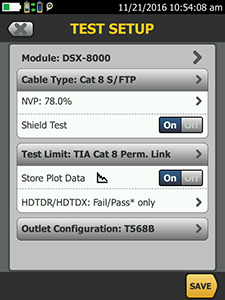 11/21/2016 10:54:08 am
TEST SETUP
Module: DSX-8000
Cable Type: Cat 8 S/FTP
NVP: 78.0%
Shield Test On Off
Test Limit: TIA Cat 8 Perm. Link
Store Plot Data On Off
HDTDR/HDTDX: Fail/Pass* only
Outlet Configuration: T568B
SAVE